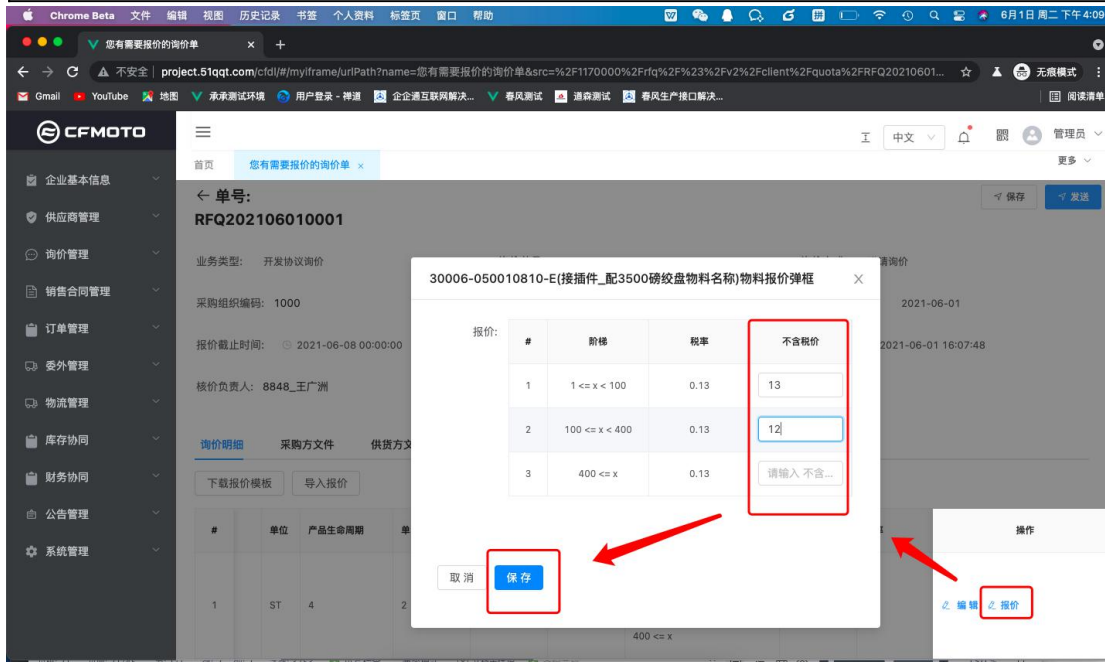 Chrome Beta 文件 编辑 视图 历史记录 书签 个人资料 标签页 窗口 帮助 6月1日 周二 下午4:09
您有需要报价的询价单 × +
不安全 | project.51qqt.com/cfdl/#/myiframe/urlPath?name=您有需要报价的询价单&src=%2F1170000%2Frfq%2F%23%2Fv2%2Fclient%2Fquota%2FRFQ20210601... 无痕模式
Gmail YouTube 地图 承承测试环境 用户登录 - 禅道 企企通互联网解决... 春风测试 道森测试 春风生产接口解决... 阅读清单
CFMOTO 中文 管理员
首页 您有需要报价的询价单 × 更多
企业基本信息
← 单号: 保存 发送
供应商管理 RFQ202106010001
询价管理 业务类型: 开发协议询价 请询价
30006-050010810-E(接插件_配3500磅绞盘物料名称)物料报价弹框 ×
销售合同管理 采购组织编码: 1000 2021-06-01
订单管理 报价: # 阶梯 税率 不含税价
报价截止时间: 2021-06-08 00:00:00 2021-06-01 16:07:48
委外管理
核价负责人: 8848_王广洲 1 1 <= x < 100 0.13 13
物流管理
库存协同 询价明细 采购方文件 供货方文 2 100 <= x < 400 0.13 12
财务协同 下载报价模板 导入报价 3 400 <= x 0.13 请输入 不含...
公告管理
# 单位 产品生命周期 单 操作
系统管理
取 消 保 存
1 ST 4 2 编 辑 报价
400 <= x